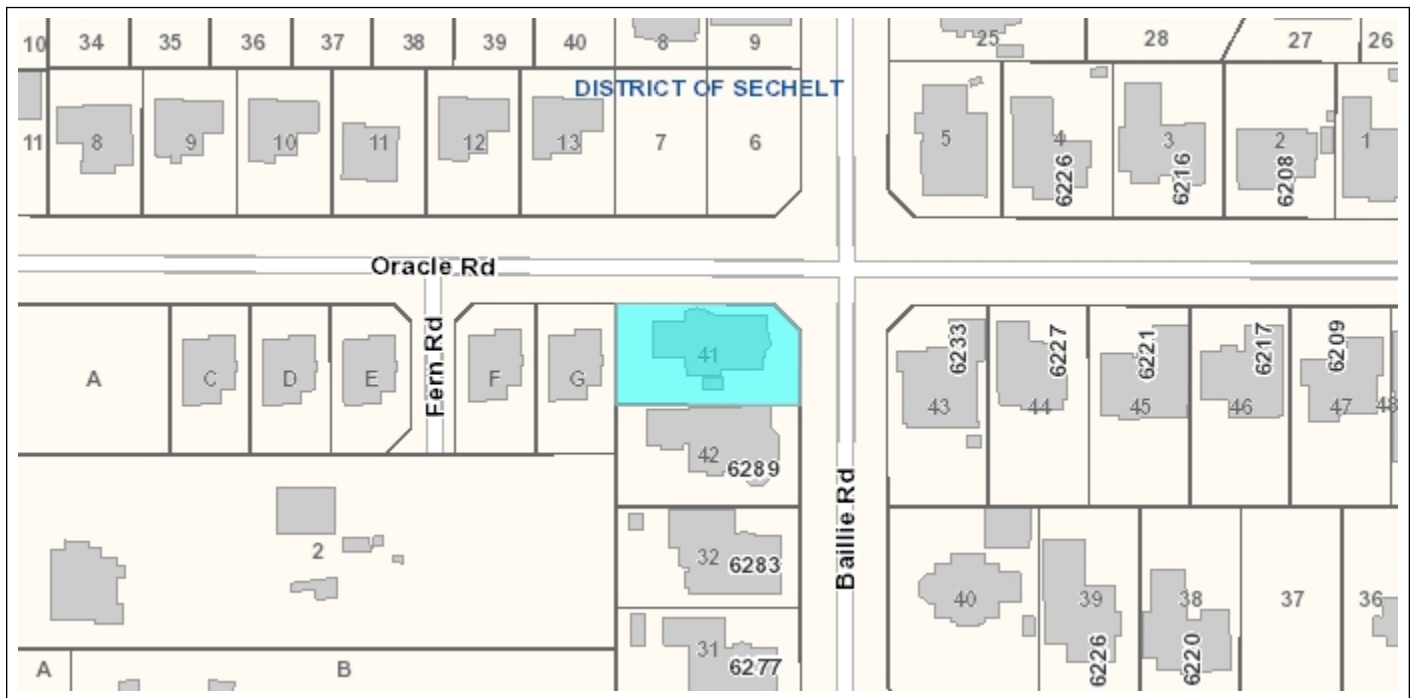 10 34 35 36 37 38 39 40 8 9 25 28 27 26
DISTRICT OF SECHELT
11 8 9 10 11 12 13 7 6 5 4 3 2 1
6226 6216 6208
Oracle Rd
Fern Rd
A C D E F G 41
6233 6227 6221 6217 6209
43 44 45 46 47 48
42 6289
Baillie Rd
2 32 6283
40 39 38 37 36
A B 31 6277
6226 6220